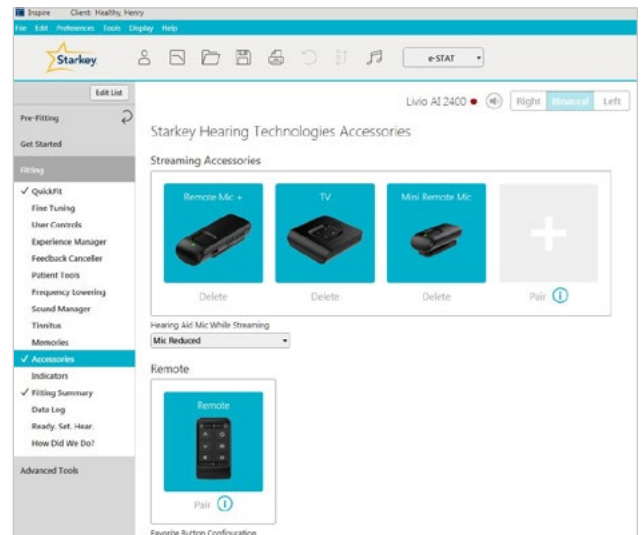 Inspire Client: Healthy, Henry
File Edit Preferences Tools Display Help
Starkey
e-STAT
Edit List
Livio AI 2400 Right Binaural Left
Pre-Fitting
Get Started
Fitting
✓ QuickFit
Fine Tuning
User Controls
Experience Manager
Feedback Canceller
Patient Tools
Frequency Lowering
Sound Manager
Tinnitus
Memories
✓ Accessories
Indicators
✓ Fitting Summary
Data Log
Ready. Set. Hear.
How Did We Do?
Advanced Tools
Starkey Hearing Technologies Accessories
Streaming Accessories
Remote Mic + TV Mini Remote Mic
Delete Delete Delete Pair
Hearing Aid Mic While Streaming
Mic Reduced
Remote
Remote
Pair
Favorite Button Configuration